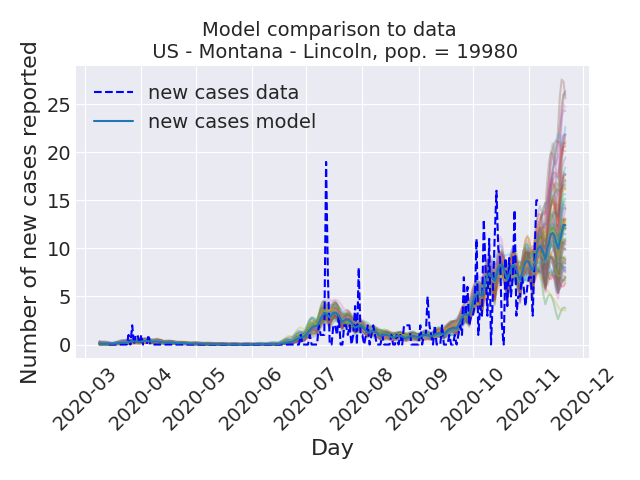 Model comparison to data
US - Montana - Lincoln, pop. = 19980
Number of new cases reported
25
20
15
10
5
0
new cases data
new cases model
2020-03
2020-04
2020-05
2020-06
2020-07
2020-08
2020-09
2020-10
2020-11
2020-12
Day